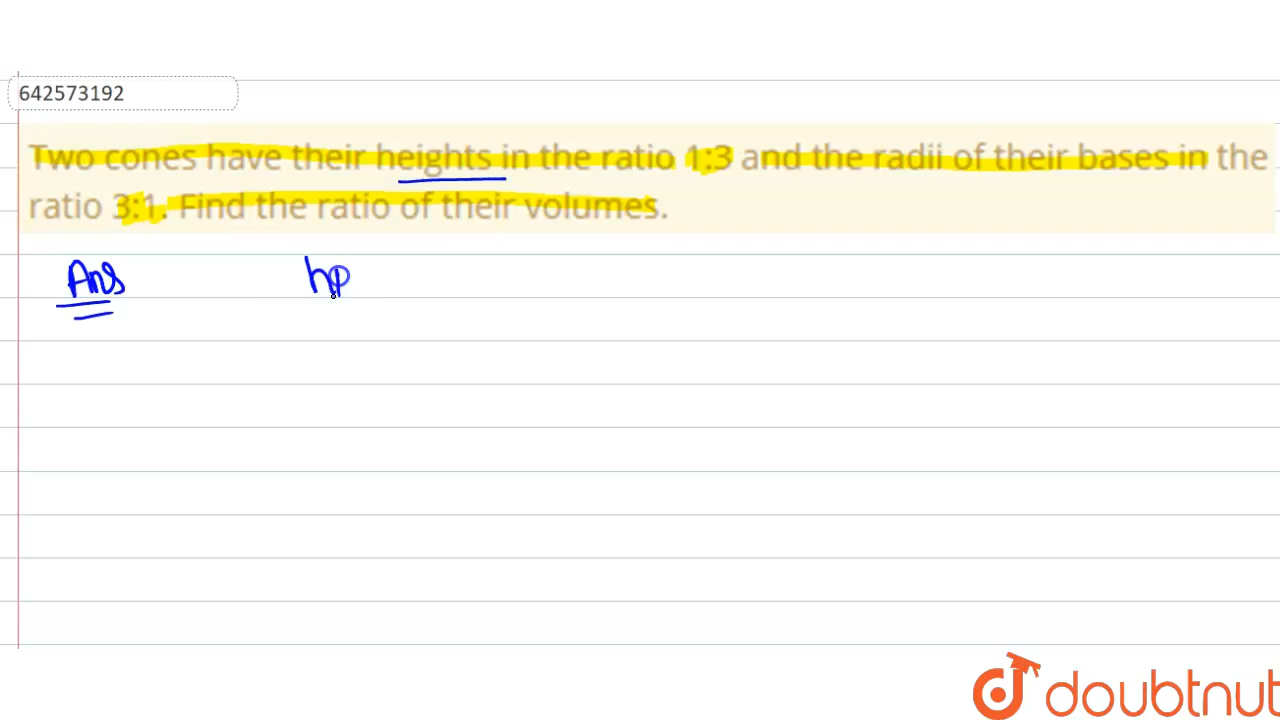 642573192
Two cones have their heights in the ratio 1:3 and the radii of their bases in the
ratio 3:1. Find the ratio of their volumes.
Ans
doubtnut